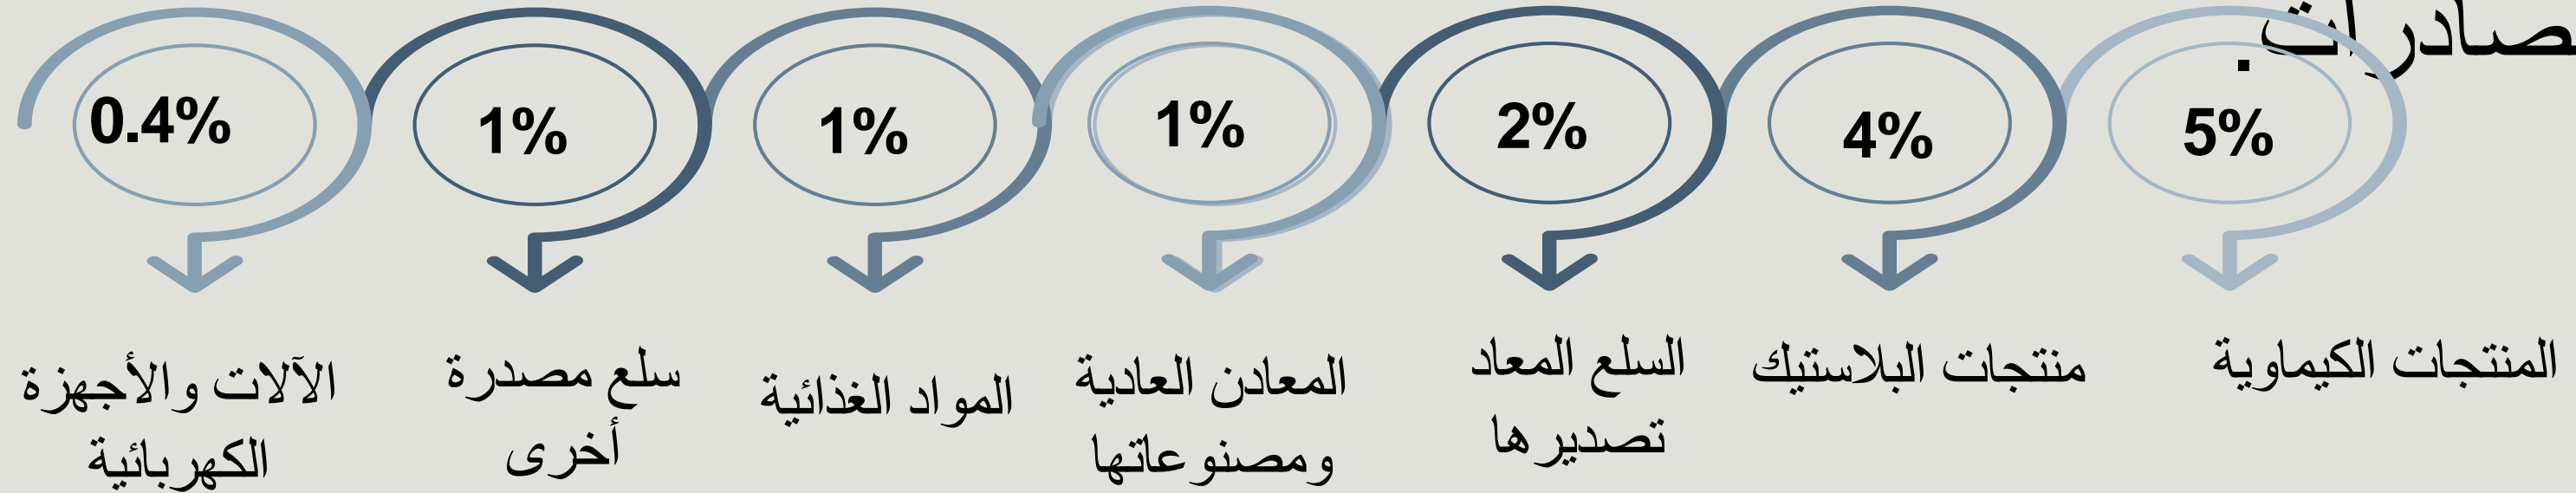 صادرات.
5%
4%
2%
1%
1%
1%
0.4%
المنتجات الكيماوية
منتجات البلاستيك
السلع المعاد
تصديرها
المعادن العادية
ومصنوعاتها
المواد الغذائية
سلع مصدرة
أخرى
الآلات والأجهزة
الكهربائية